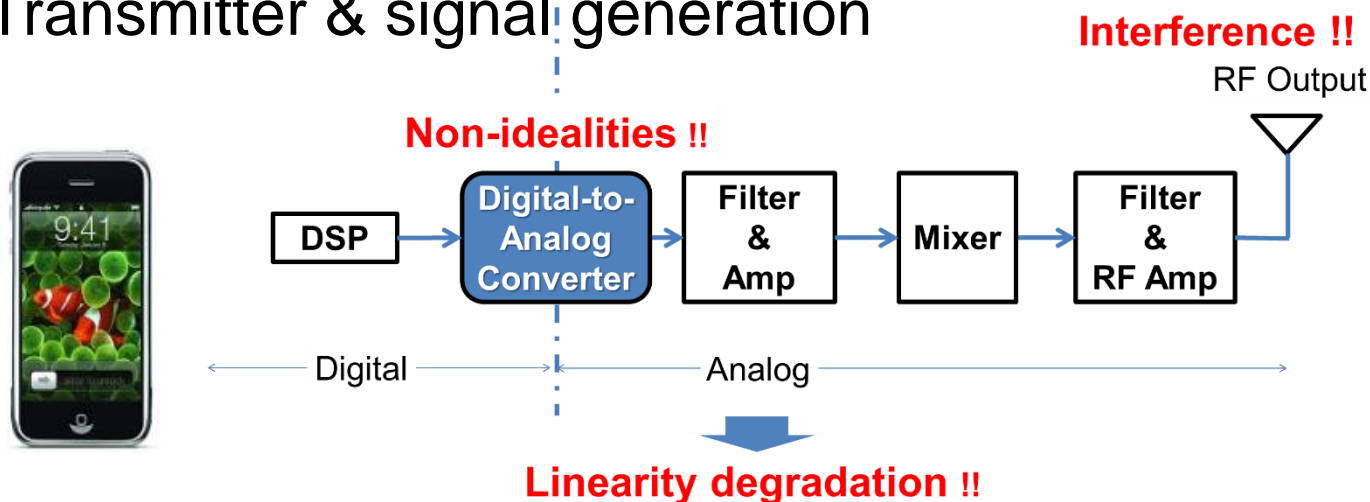 Transmitter & signal generation
Interference !!
RF Output
Non-idealities !!
DSP
Digital-to-
Analog
Converter
Filter
&
Amp
Mixer
Filter
&
RF Amp
9:41
Digital
Analog
Linearity degradation !!